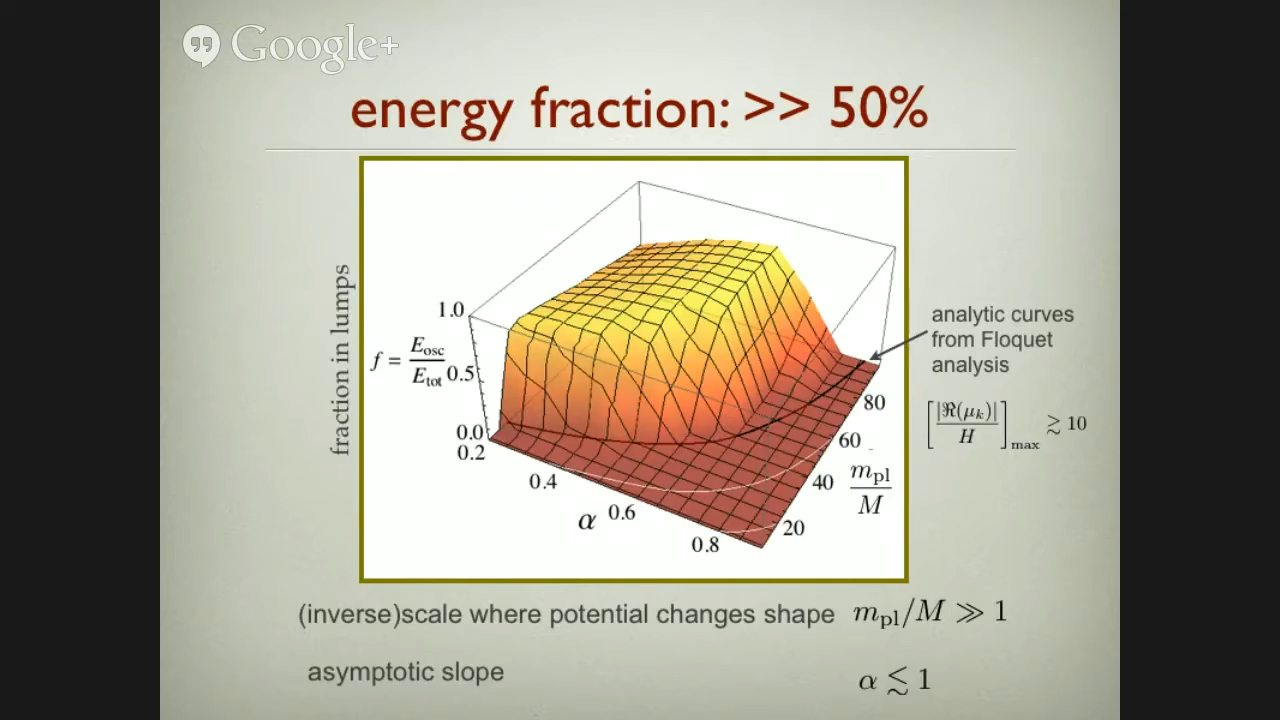 Google+
energy fraction: >> 50%
fraction in lumps
f = E_osc / E_tot
1.0
0.5
0.0
0.2
0.4
0.6
0.8
α
20
40
60
80
m_pl / M
analytic curves
from Floquet
analysis
[|ℜ(μ_k)| / H]_max ≳ 10
(inverse)scale where potential changes shape m_pl/M ≫ 1
asymptotic slope α ≲ 1